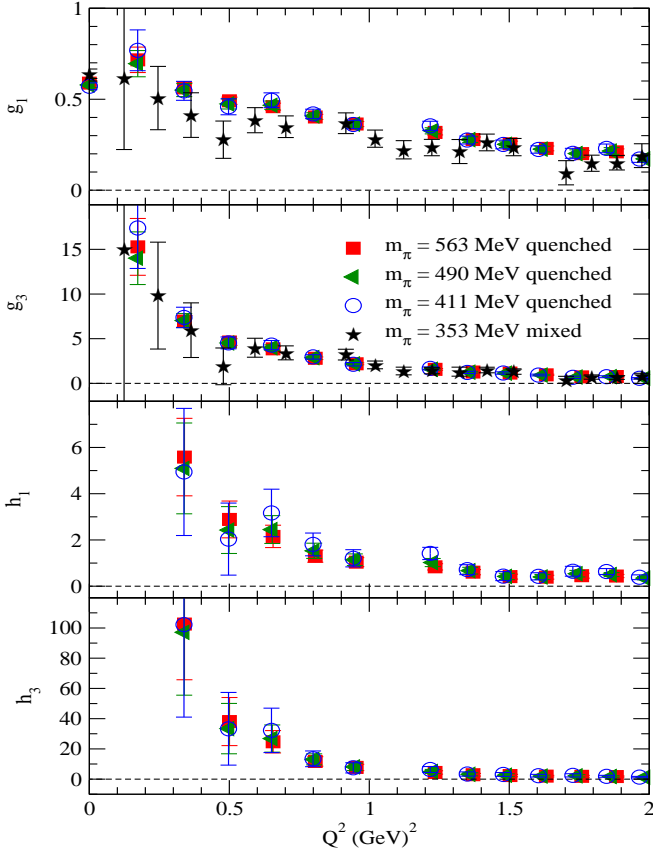 1
0.5
0
g₁
15
10
5
0
g₃
m_π = 563 MeV quenched
m_π = 490 MeV quenched
m_π = 411 MeV quenched
m_π = 353 MeV mixed
6
4
2
0
h₁
100
80
60
40
20
0
h₃
0 0.5 1 1.5 2
Q² (GeV)²